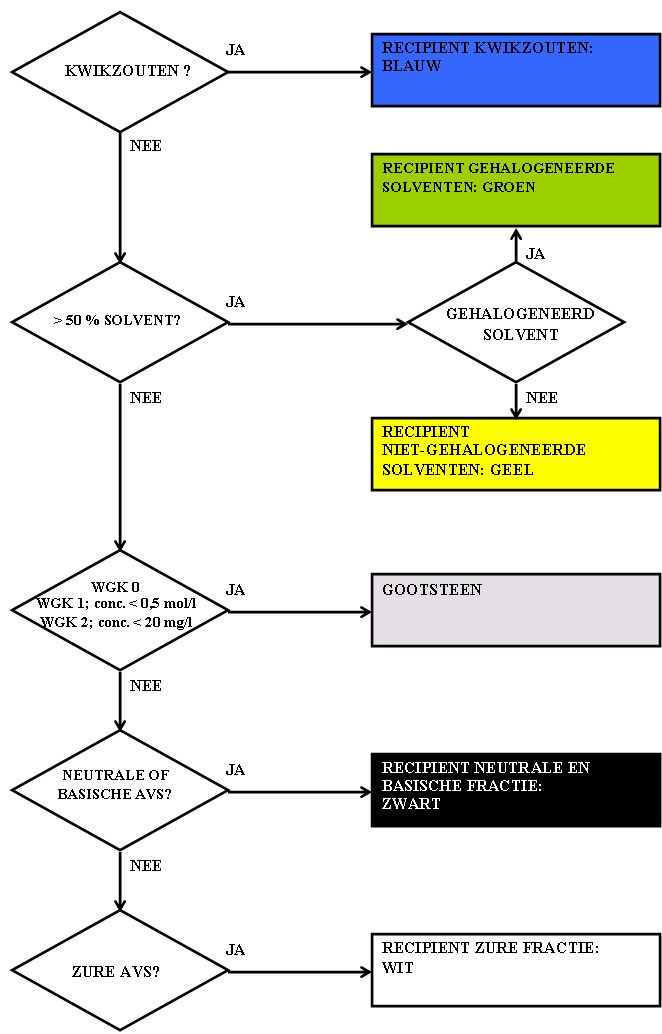 KWIKZOUTEN ?
JA
RECIPIENT KWIKZOUTEN:
BLAUW
NEE
RECIPIENT GEHALOGENEERDE
SOLVENTEN: GROEN
JA
> 50 % SOLVENT?
JA
GEHALOGENEERD
SOLVENT
NEE
NEE
RECIPIENT
NIET-GEHALOGENEERDE
SOLVENTEN: GEEL
WGK 0
WGK 1; conc. < 0,5 mol/l
WGK 2; conc. < 20 mg/l
JA
GOOTSTEEN
NEE
NEUTRALE OF
BASISCHE AVS?
JA
RECIPIENT NEUTRALE EN
BASISCHE FRACTIE:
ZWART
NEE
ZURE AVS?
JA
RECIPIENT ZURE FRACTIE:
WIT